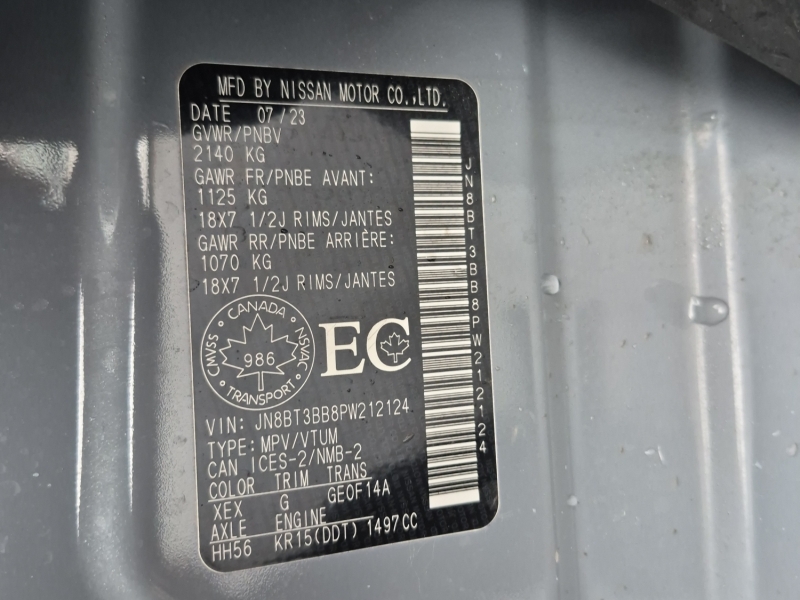 MFD BY NISSAN MOTOR CO.,LTD.
DATE 07/23
GVWR/PNBV
2140 KG
GAWR FR/PNBE AVANT:
1125 KG
18X7 1/2J RIMS/JANTES
GAWR RR/PNBE ARRIÈRE:
1070 KG
18X7 1/2J RIMS/JANTES
CANADA
CMVSS
NSVAC
986
TRANSPORT
EC
VIN: JN8BT3BB8PW212124
TYPE: MPV/VTUM
CAN ICES-2/NMB-2
COLOR TRIM TRANS
XEX G GE0F14A
AXLE ENGINE
HH56 KR15(DDT) 1497CC
JN8BT3BB8PW212124